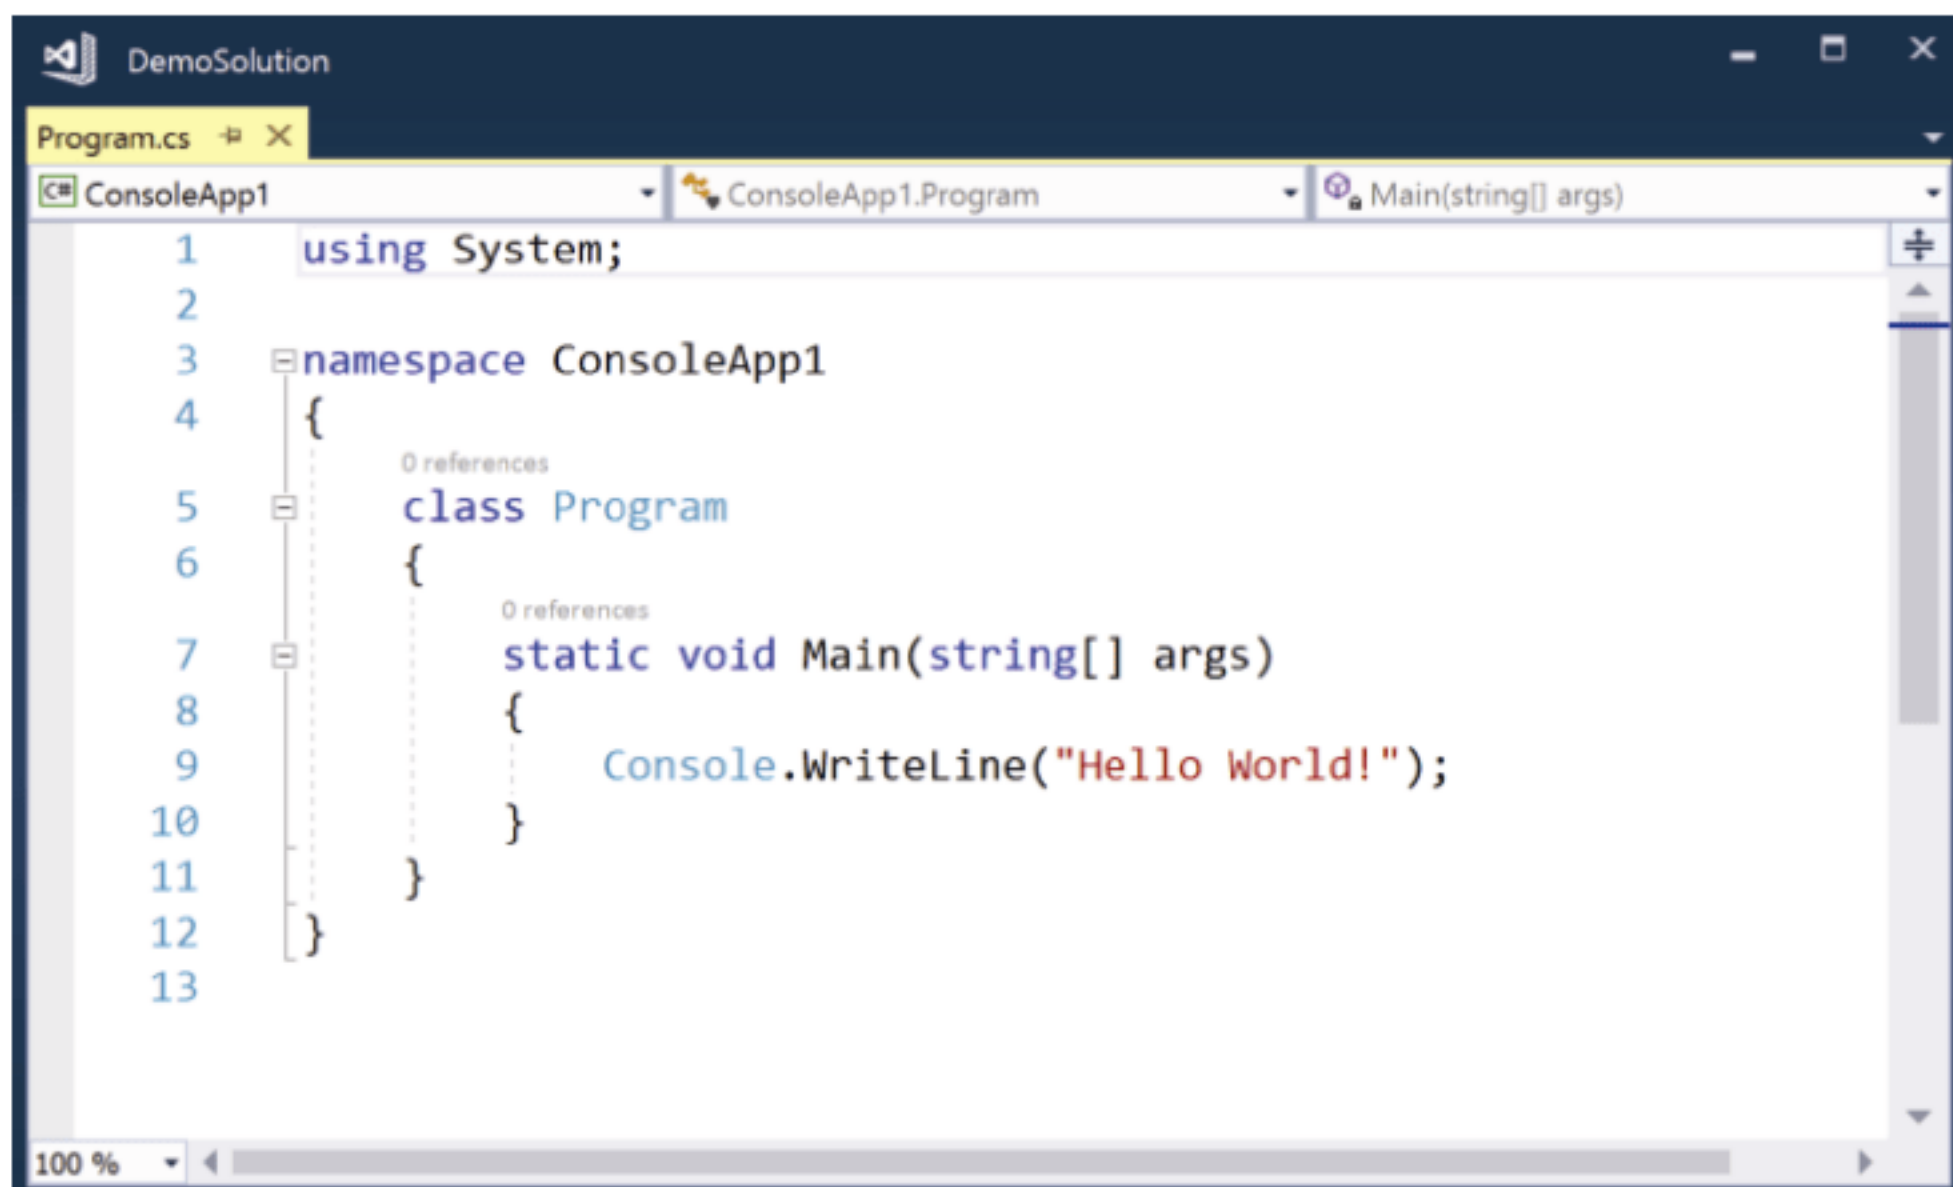 DemoSolution
Program.cs
C# ConsoleApp1 ConsoleApp1.Program Main(string[] args)
1 using System;
2
3 namespace ConsoleApp1
4 {
0 references
5 class Program
6 {
0 references
7 static void Main(string[] args)
8 {
9 Console.WriteLine("Hello World!");
10 }
11 }
12 }
13
100 %